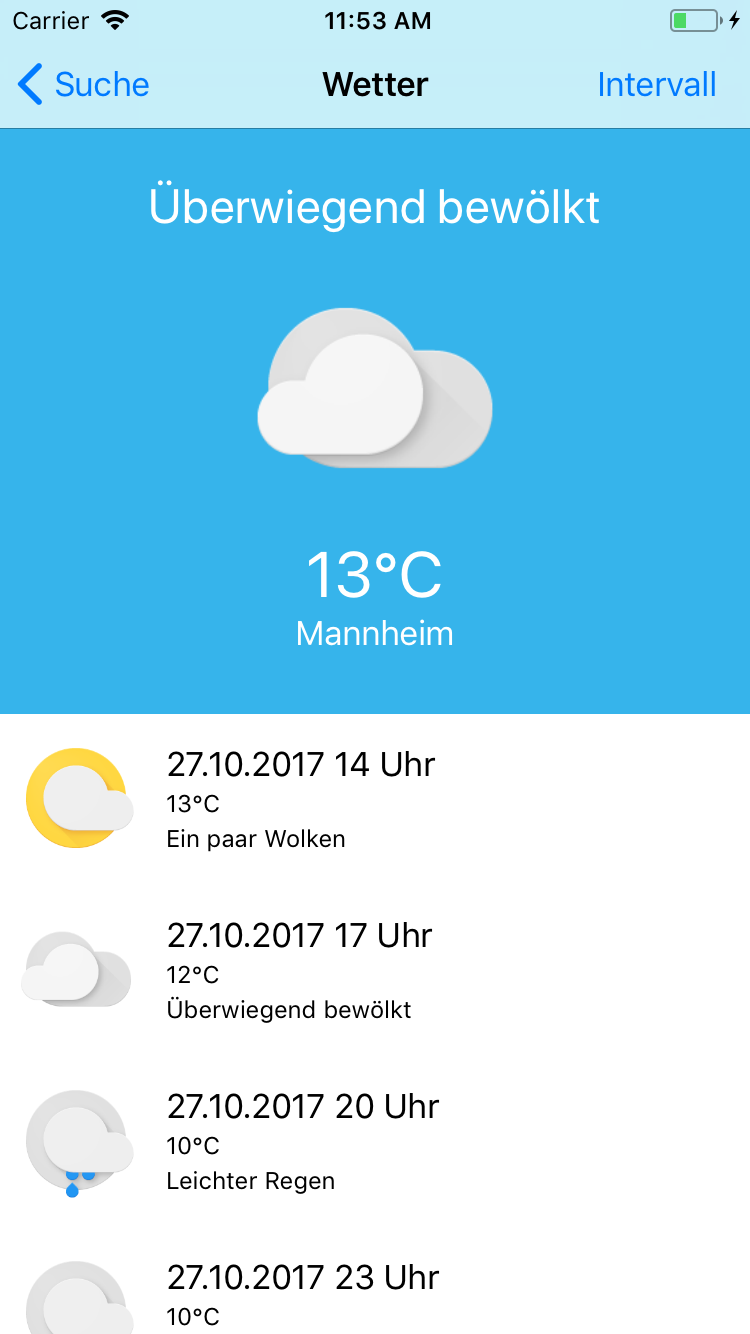 Carrier 11:53 AM
Suche Wetter Intervall
Überwiegend bewölkt
13°C
Mannheim
27.10.2017 14 Uhr
13°C
Ein paar Wolken
27.10.2017 17 Uhr
12°C
Überwiegend bewölkt
27.10.2017 20 Uhr
10°C
Leichter Regen
27.10.2017 23 Uhr
10°C